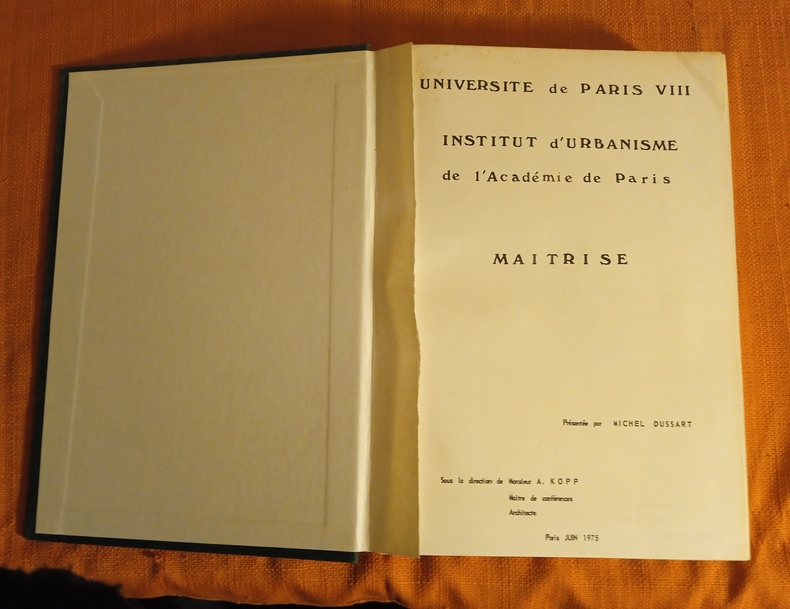 UNIVERSITE de PARIS VIII
INSTITUT d'URBANISME
de l'Académie de Paris
MAITRISE
Présentée par MICHEL DUSSART
Sous la direction de Monsieur A. KOPP
Maître de conférences
Architecte
Paris JUIN 1975